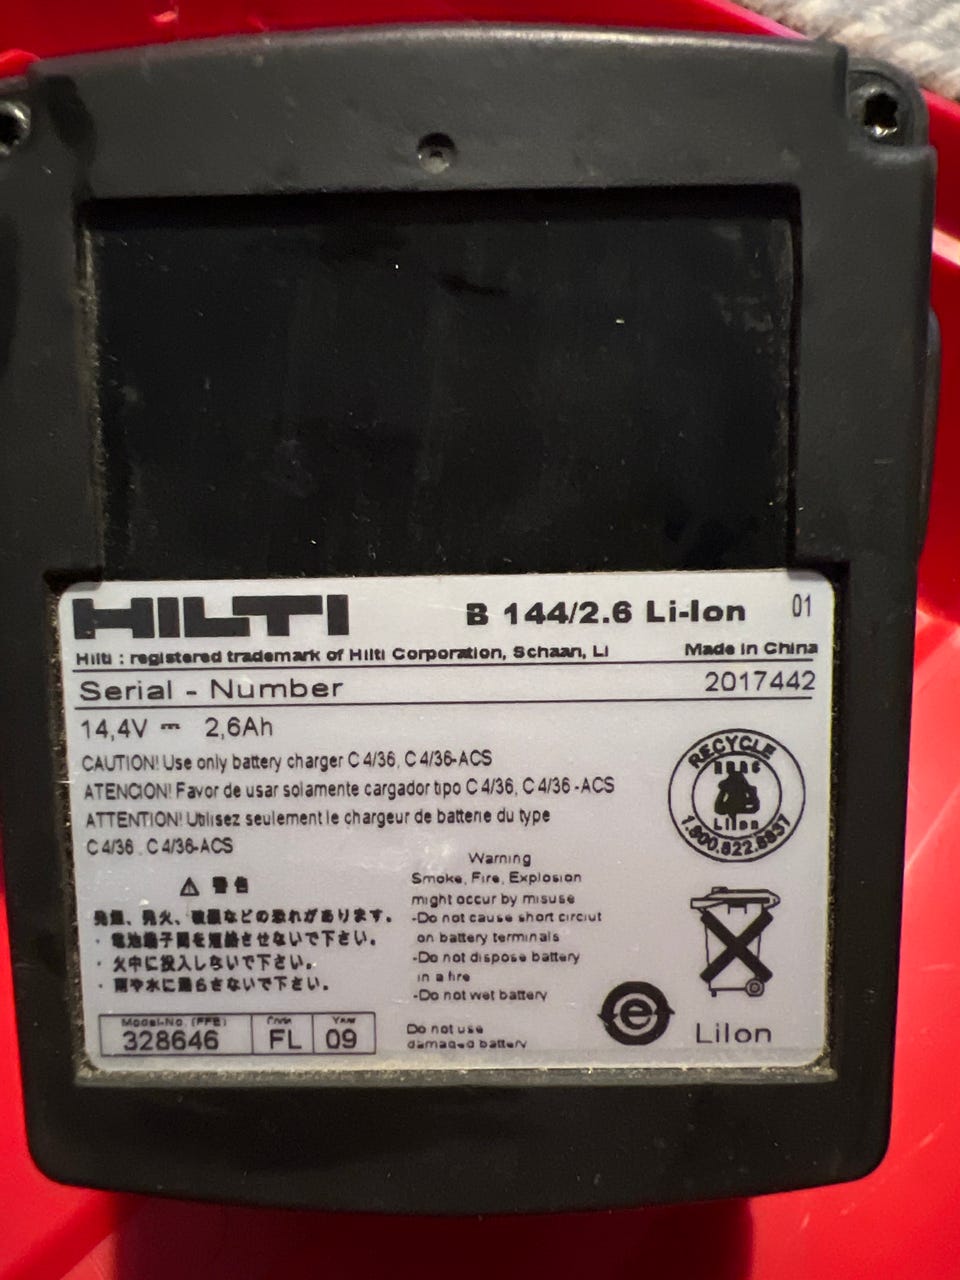 HILTI B 144/2.6 Li-Ion 01
Hilti : registered trademark of Hilti Corporation, Schaan, LI Made in China
Serial - Number 2017442
14,4V ⎓ 2,6Ah
CAUTION! Use only battery charger C 4/36, C 4/36-ACS
ATENCION! Favor de usar solamente cargador tipo C 4/36, C 4/36 -ACS
ATTENTION! Utilisez seulement le chargeur de batterie du type
C 4/36 , C 4/36-ACS
RECYCLE
RBRC
Li Ion
1.800.822.8837
⚠ 警告
発煙、発火、破裂などの恐れがあります。
・電池端子間を短絡させないで下さい。
・火中に投入しないで下さい。
・雨や水に濡らさないで下さい。
Warning
Smoke, Fire, Explosion
might occur by misuse
-Do not cause short circiut
on battery terminals
-Do not dispose battery
in a fire
-Do not wet battery
Do not use
damaged battery
Model-No. Year
328646 FL 09
e
LiIon